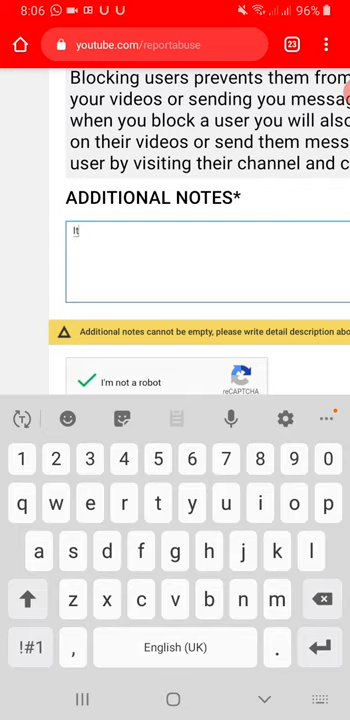 8:06 96%
youtube.com/reportabuse 23
Blocking users prevents them from
your videos or sending you messa
when you block a user you will also
on their videos or send them mess
user by visiting their channel and c
ADDITIONAL NOTES*
It
Additional notes cannot be empty, please write detail description abo
I'm not a robot
reCAPTCHA
1 2 3 4 5 6 7 8 9 0
q w e r t y u i o p
a s d f g h j k l
z x c v b n m
!#1 , English (UK) .